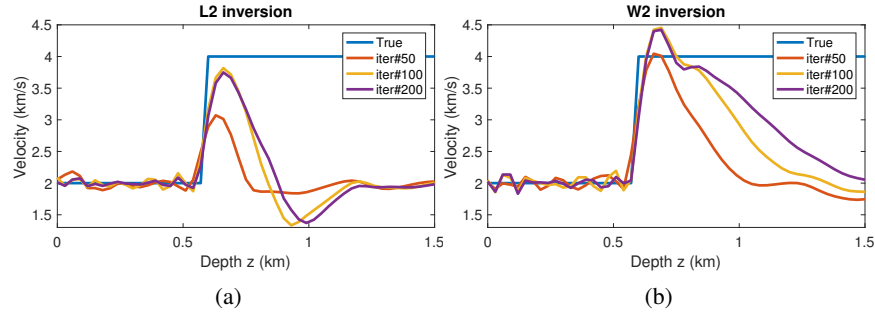 L2 inversion
4.5
4
3.5
3
2.5
2
1.5
Velocity (km/s)
True
iter#50
iter#100
iter#200
0
0.5
1
1.5
Depth z (km)
(a)
W2 inversion
4.5
4
3.5
3
2.5
2
1.5
Velocity (km/s)
True
iter#50
iter#100
iter#200
0
0.5
1
1.5
Depth z (km)
(b)